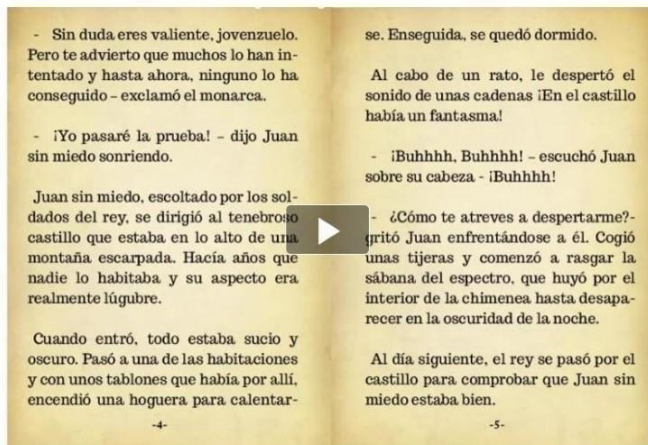 - Sin duda eres valiente, jovenzuelo.
Pero te advierto que muchos lo han in-
tentado y hasta ahora, ninguno lo ha
conseguido – exclamó el monarca.
- ¡Yo pasaré la prueba! – dijo Juan
sin miedo sonriendo.
Juan sin miedo, escoltado por los sol-
dados del rey, se dirigió al tenebroso
castillo que estaba en lo alto de una
montaña escarpada. Hacía años que
nadie lo habitaba y su aspecto era
realmente lúgubre.
Cuando entró, todo estaba sucio y
oscuro. Pasó a una de las habitaciones
y con unos tablones que había por allí,
encendió una hoguera para calentar-
-4-
se. Enseguida, se quedó dormido.
Al cabo de un rato, le despertó el
sonido de unas cadenas ¡En el castillo
había un fantasma!
- ¡Buhhhh, Buhhhh! – escuchó Juan
sobre su cabeza - ¡Buhhhh!
- ¿Cómo te atreves a despertarme?-
gritó Juan enfrentándose a él. Cogió
unas tijeras y comenzó a rasgar la
sábana del espectro, que huyó por el
interior de la chimenea hasta desapa-
recer en la oscuridad de la noche.
Al día siguiente, el rey se pasó por el
castillo para comprobar que Juan sin
miedo estaba bien.
-5-